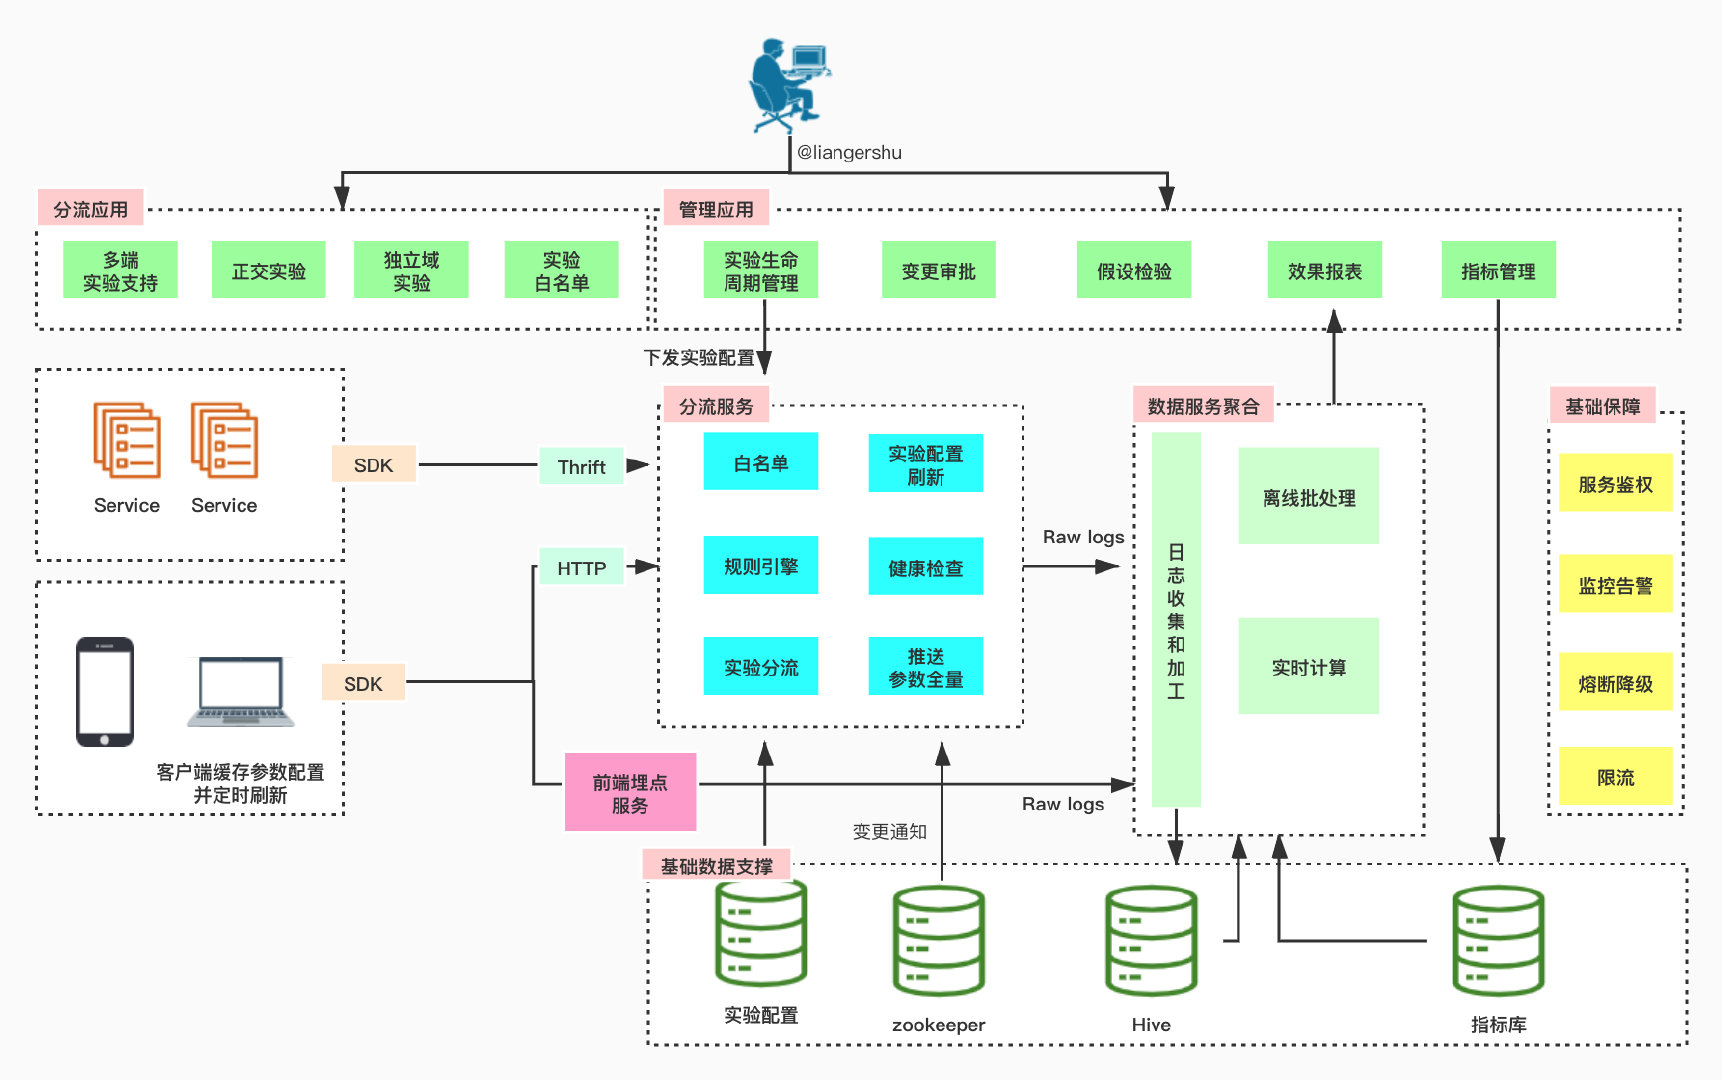 @liangershu
分流应用
多端
实验支持
正交实验
独立域
实验
实验
白名单
管理应用
实验生命
周期管理
变更审批
假设检验
效果报表
指标管理
下发实验配置
Service
Service
SDK
Thrift
HTTP
SDK
客户端缓存参数配置
并定时刷新
前端埋点
服务
分流服务
白名单
实验配置
刷新
规则引擎
健康检查
实验分流
推送
参数全量
Raw logs
Raw logs
数据服务聚合
日
志
收
集
和
加
工
离线批处理
实时计算
基础保障
服务鉴权
监控告警
熔断降级
限流
变更通知
基础数据支撑
实验配置
zookeeper
Hive
指标库